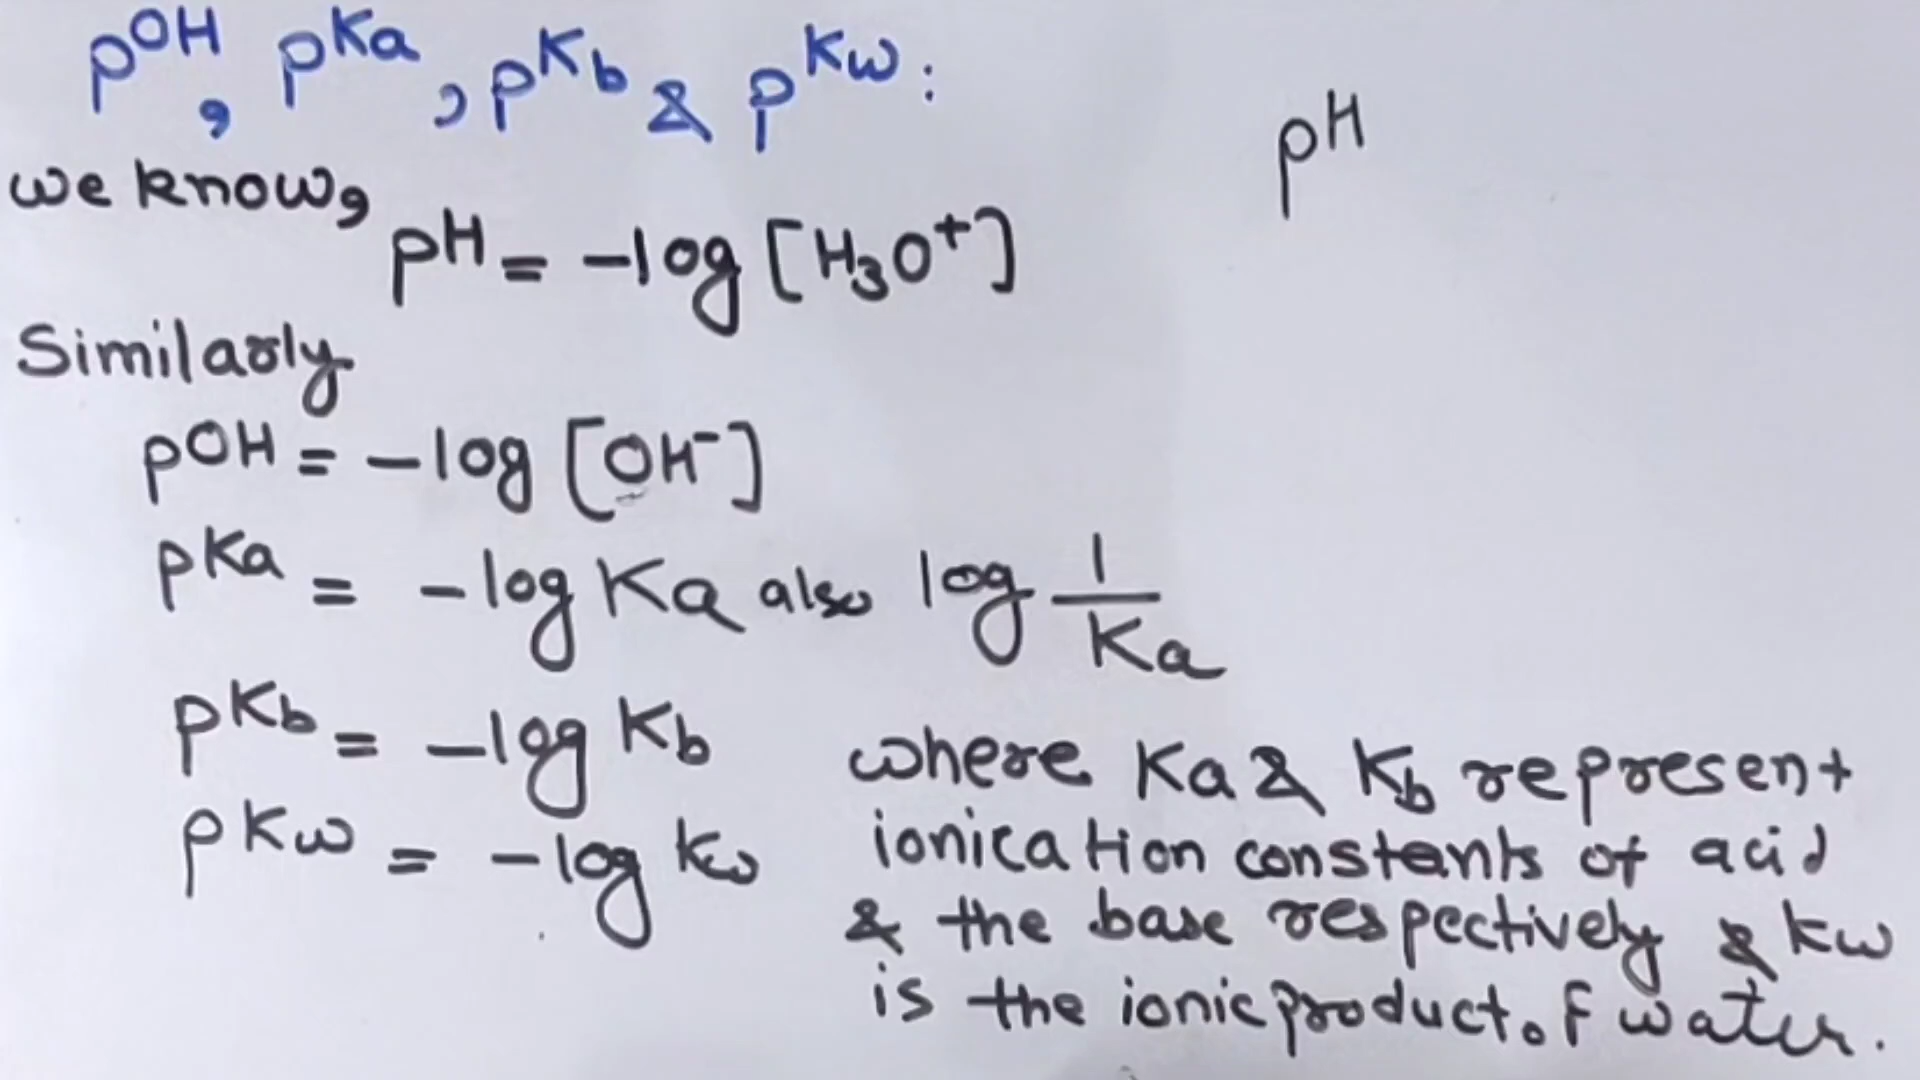 pOH, pKa, pKb & pKw:
pH
we know,
pH = -log [H₃O⁺]
Similarly
pOH = -log [OH⁻]
pKa = -log Ka also log 1/Ka
pKb = -log Kb
pKw = -log Kw
where Ka & Kb represent
ionication constants of acid
& the base respectively & kw
is the ionic product of water.